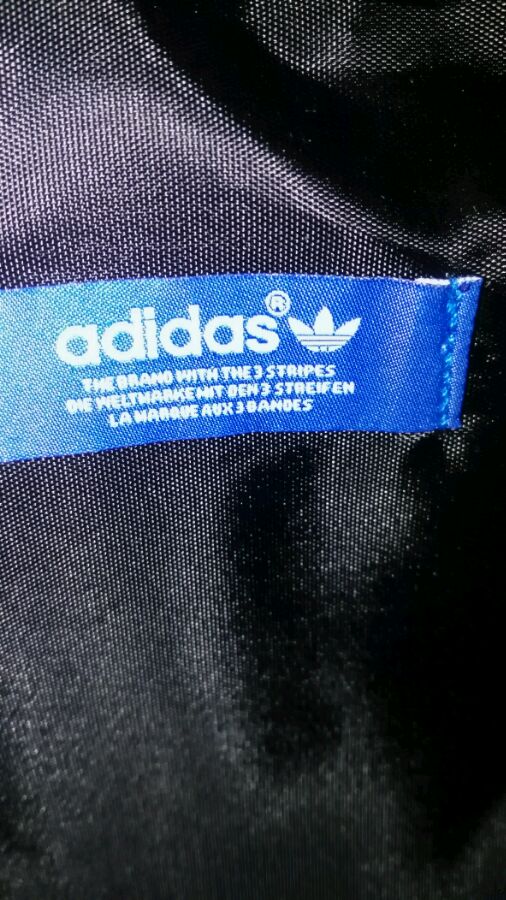 adidas®
THE BRAND WITH THE 3 STRIPES
DIE WELTMARKE MIT DEN 3 STREIFEN
LA MARQUE AUX 3 BANDES